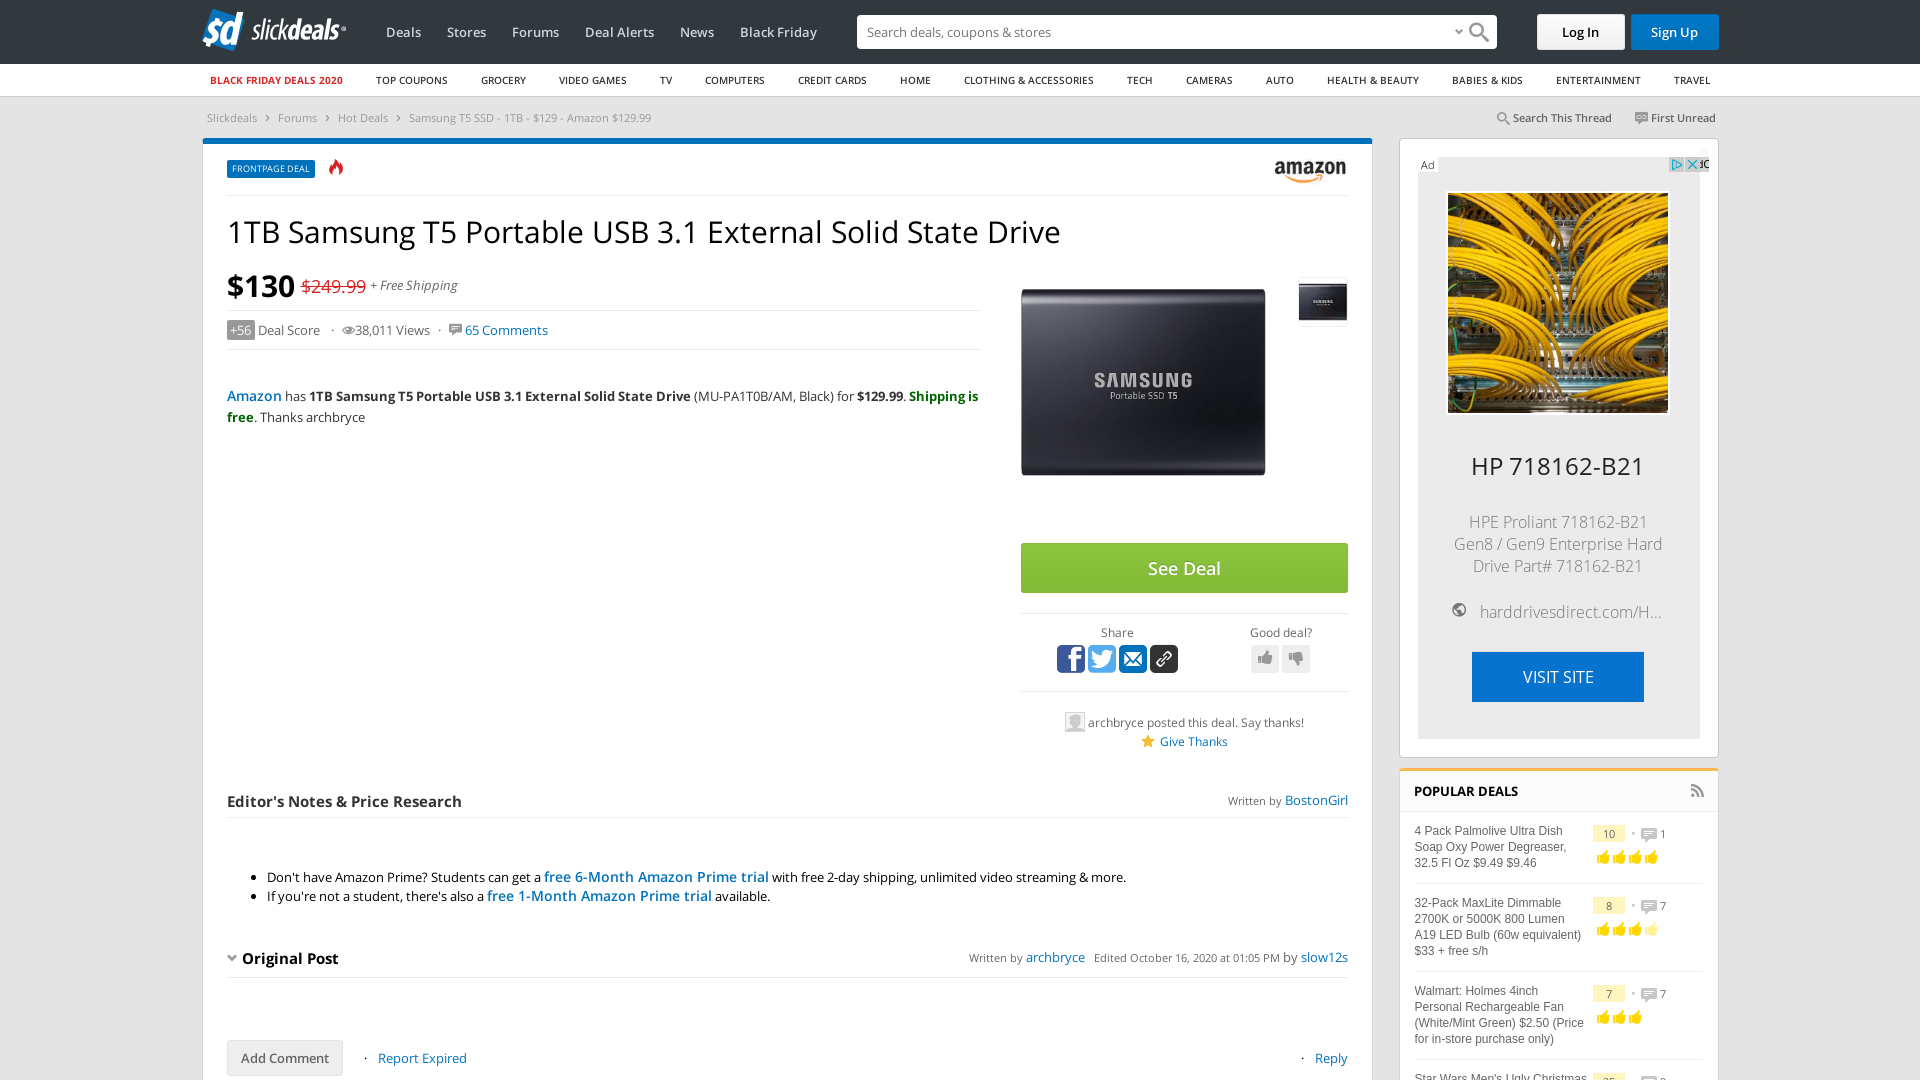 sd slickdeals
Deals
Stores
Forums
Deal Alerts
News
Black Friday
Search deals, coupons & stores
Log In
Sign Up
BLACK FRIDAY DEALS 2020
TOP COUPONS
GROCERY
VIDEO GAMES
TV
COMPUTERS
CREDIT CARDS
HOME
CLOTHING & ACCESSORIES
TECH
CAMERAS
AUTO
HEALTH & BEAUTY
BABIES & KIDS
ENTERTAINMENT
TRAVEL
Slickdeals > Forums > Hot Deals > Samsung T5 SSD - 1TB - $129 - Amazon $129.99
Search This Thread
First Unread
FRONTPAGE DEAL
amazon
1TB Samsung T5 Portable USB 3.1 External Solid State Drive
$130 $249.99 + Free Shipping
+56 Deal Score · 38,011 Views · 65 Comments
Amazon has 1TB Samsung T5 Portable USB 3.1 External Solid State Drive (MU-PA1T0B/AM, Black) for $129.99. Shipping is
free. Thanks archbryce
SAMSUNG
Portable SSD T5
SAMSUNG
See Deal
Share
Good deal?
archbryce posted this deal. Say thanks!
Give Thanks
Editor's Notes & Price Research
Written by BostonGirl
• Don't have Amazon Prime? Students can get a free 6-Month Amazon Prime trial with free 2-day shipping, unlimited video streaming & more.
• If you're not a student, there's also a free 1-Month Amazon Prime trial available.
Original Post
Written by archbryce Edited October 16, 2020 at 01:05 PM by slow12s
Add Comment · Report Expired
· Reply
Ad
HP 718162-B21
HPE Proliant 718162-B21
Gen8 / Gen9 Enterprise Hard
Drive Part# 718162-B21
harddrivesdirect.com/H...
VISIT SITE
POPULAR DEALS
4 Pack Palmolive Ultra Dish
Soap Oxy Power Degreaser,
32.5 Fl Oz $9.49 $9.46
10 • 1
32-Pack MaxLite Dimmable
2700K or 5000K 800 Lumen
A19 LED Bulb (60w equivalent)
$33 + free s/h
8 • 7
Walmart: Holmes 4inch
Personal Rechargeable Fan
(White/Mint Green) $2.50 (Price
for in-store purchase only)
7 • 7
Star Wars Men's Ugly Christmas